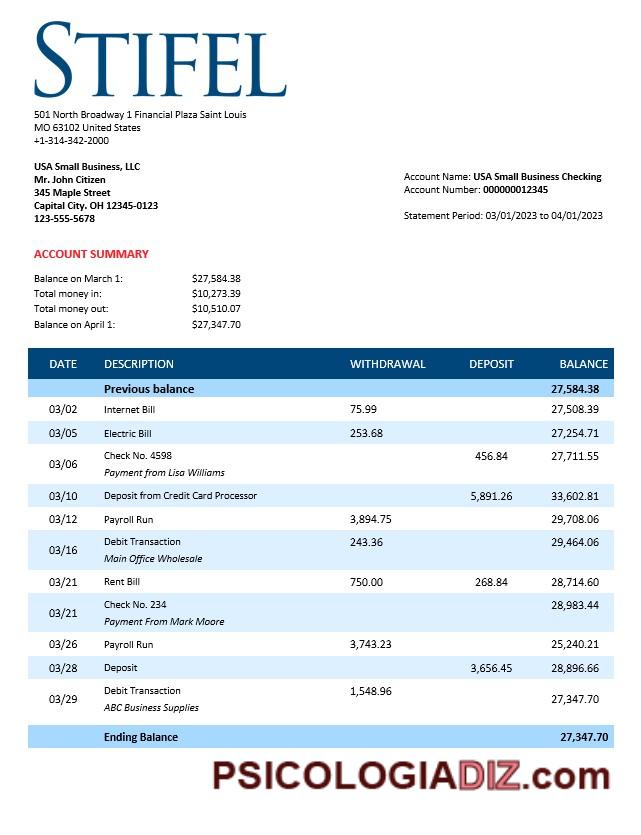 STIFEL
501 North Broadway 1 Financial Plaza Saint Louis
MO 63102 United States
+1-314-342-2000
USA Small Business, LLC
Mr. John Citizen
345 Maple Street
Capital City. OH 12345-0123
123-555-5678
Account Name: USA Small Business Checking
Account Number: 000000012345
Statement Period: 03/01/2023 to 04/01/2023
ACCOUNT SUMMARY
Balance on March 1: $27,584.38
Total money in: $10,273.39
Total money out: $10,510.07
Balance on April 1: $27,347.70
DATE DESCRIPTION WITHDRAWAL DEPOSIT BALANCE
Previous balance 27,584.38
03/02 Internet Bill 75.99 27,508.39
03/05 Electric Bill 253.68 27,254.71
03/06 Check No. 4598 456.84 27,711.55
Payment from Lisa Williams
03/10 Deposit from Credit Card Processor 5,891.26 33,602.81
03/12 Payroll Run 3,894.75 29,708.06
03/16 Debit Transaction 243.36 29,464.06
Main Office Wholesale
03/21 Rent Bill 750.00 268.84 28,714.60
03/21 Check No. 234 28,983.44
Payment From Mark Moore
03/26 Payroll Run 3,743.23 25,240.21
03/28 Deposit 3,656.45 28,896.66
03/29 Debit Transaction 1,548.96 27,347.70
ABC Business Supplies
Ending Balance 27,347.70
PSICOLOGIADIZ.com